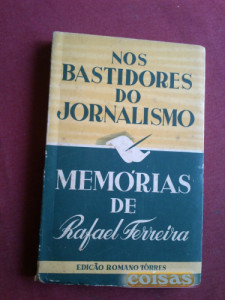 NOS
BASTIDORES
DO
JORNALISMO
MEMÓRIAS
DE
Rafael Ferreira
EDIÇÃO ROMANO TÔRRES
coisas